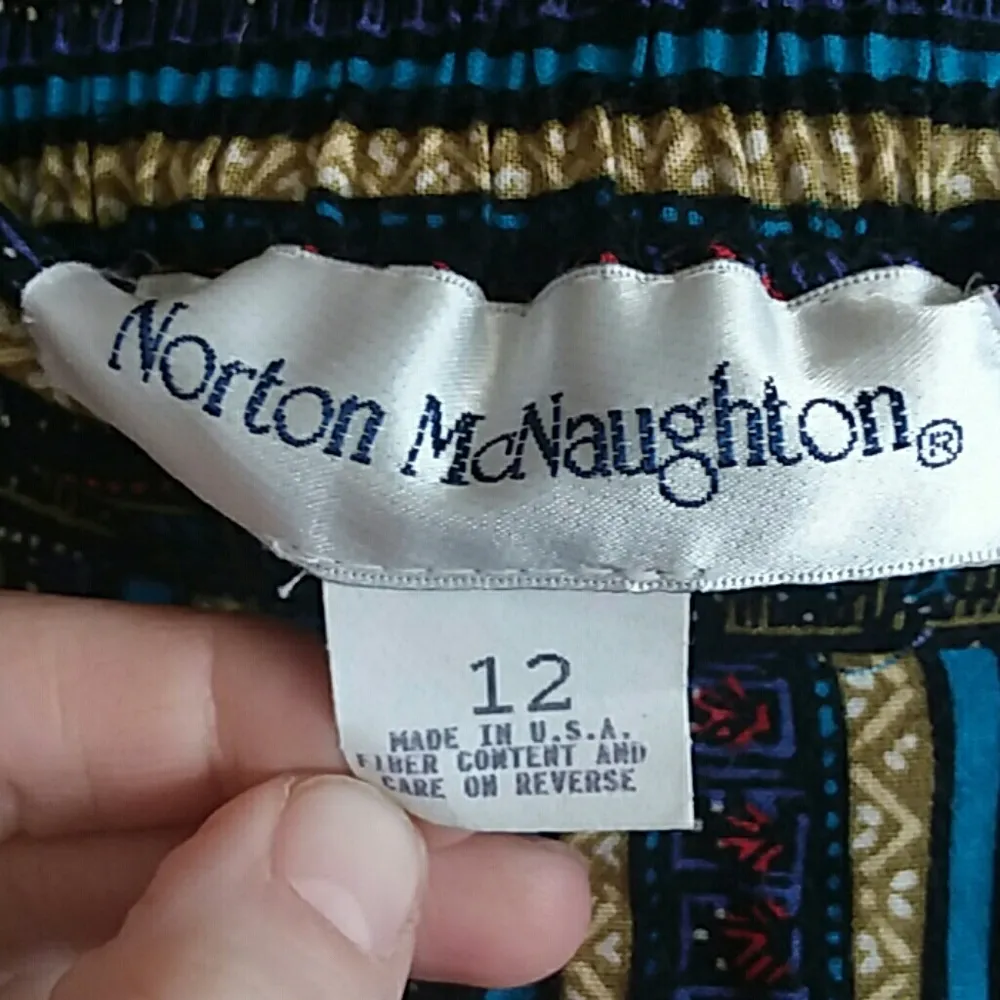 Norton McNaughton®
12
MADE IN U.S.A.
FIBER CONTENT AND
CARE ON REVERSE